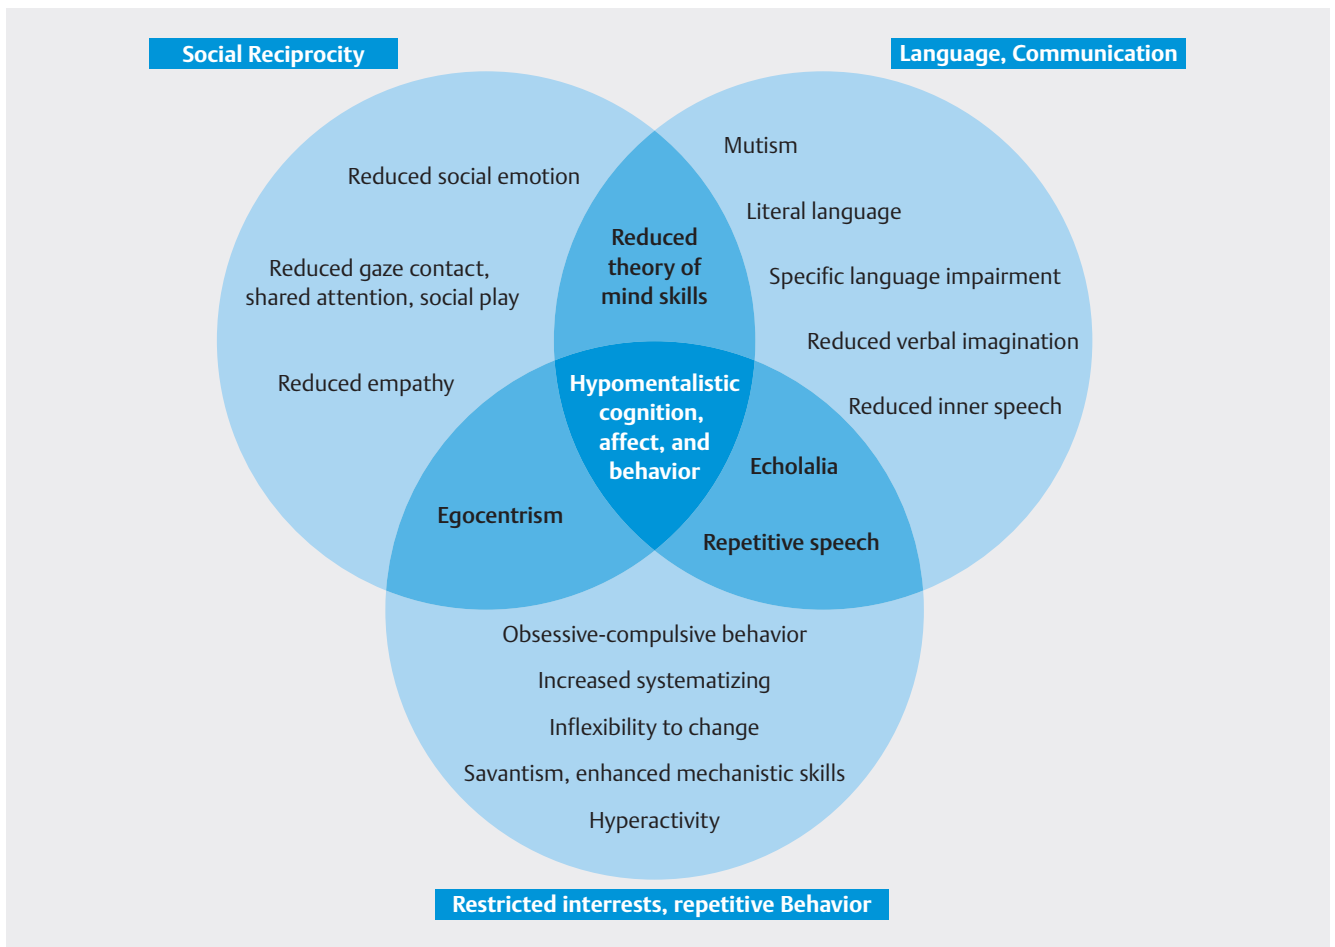 Social Reciprocity
Language, Communication
Mutism
Reduced social emotion
Literal language
Reduced
theory of
mind skills
Reduced gaze contact,
shared attention, social play
Specific language impairment
Reduced verbal imagination
Reduced empathy
Hypomentalistic
cognition,
affect, and
behavior
Reduced inner speech
Echolalia
Egocentrism
Repetitive speech
Obsessive-compulsive behavior
Increased systematizing
Inflexibility to change
Savantism, enhanced mechanistic skills
Hyperactivity
Restricted interrests, repetitive Behavior